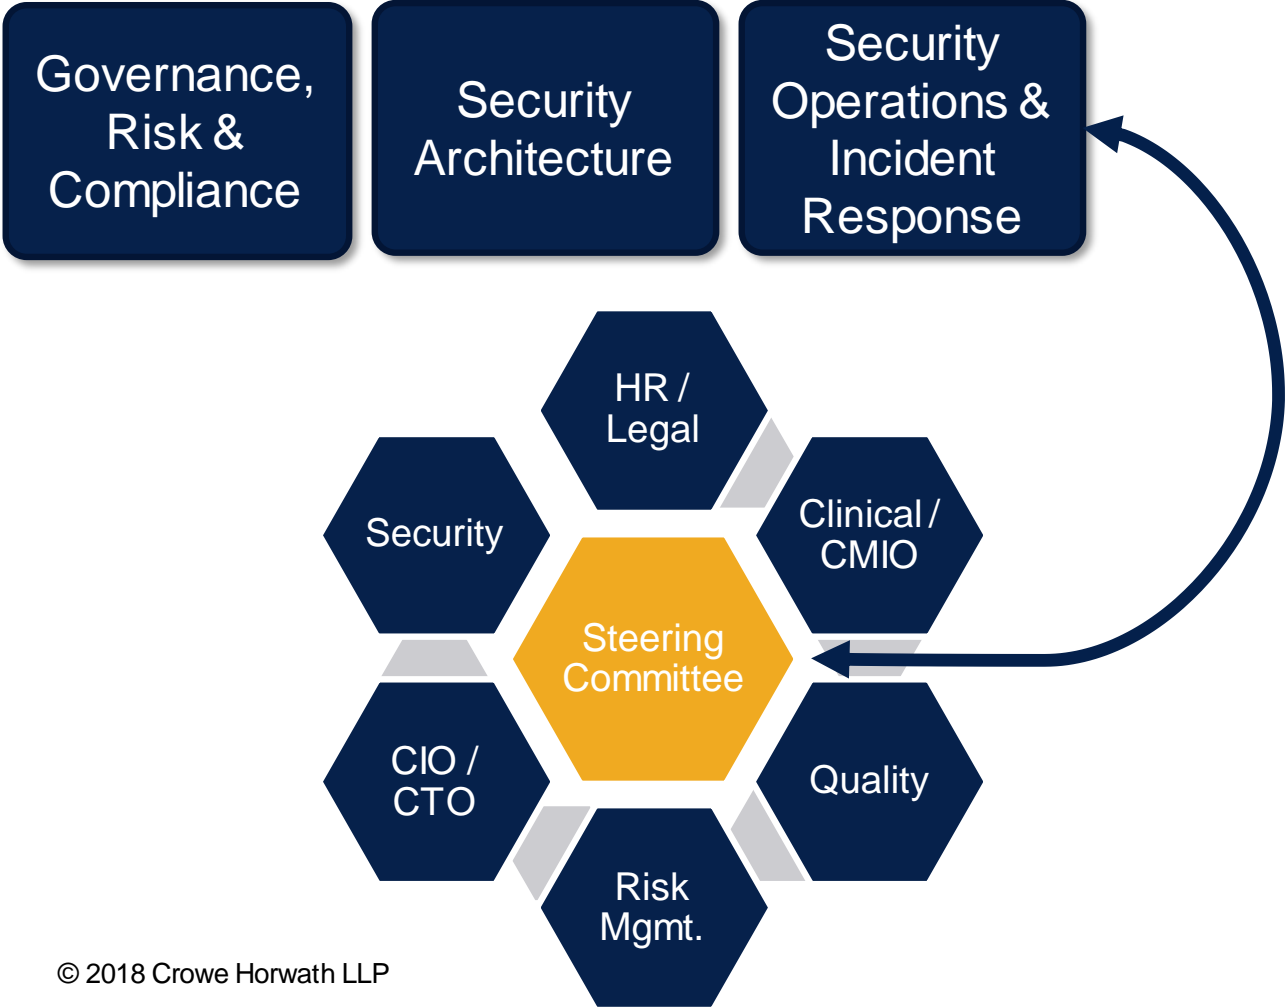 Governance,
Risk &
Compliance
Security
Architecture
Security
Operations &
Incident
Response
HR /
Legal
Clinical /
CMIO
Security
Steering
Committee
CIO /
CTO
Quality
Risk
Mgmt.
© 2018 Crowe Horwath LLP